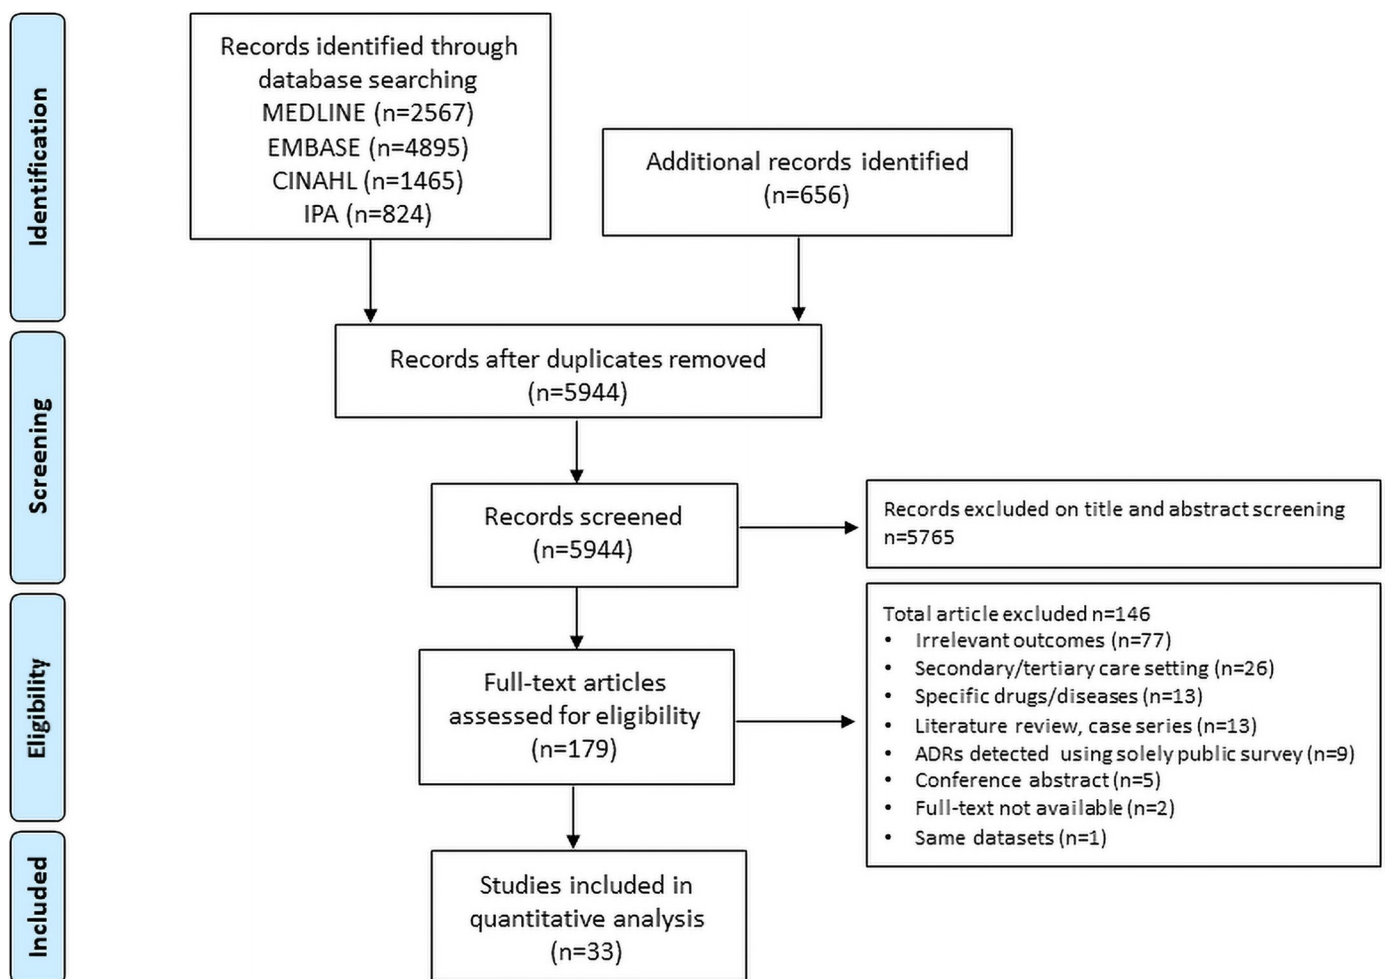 Identification
Records identified through
database searching
MEDLINE (n=2567)
EMBASE (n=4895)
CINAHL (n=1465)
IPA (n=824)
Additional records identified
(n=656)
Screening
Records after duplicates removed
(n=5944)
Records screened
(n=5944)
Records excluded on title and abstract screening
n=5765
Eligibility
Full-text articles
assessed for eligibility
(n=179)
Total article excluded n=146
• Irrelevant outcomes (n=77)
• Secondary/tertiary care setting (n=26)
• Specific drugs/diseases (n=13)
• Literature review, case series (n=13)
• ADRs detected using solely public survey (n=9)
• Conference abstract (n=5)
• Full-text not available (n=2)
• Same datasets (n=1)
Included
Studies included in
quantitative analysis
(n=33)